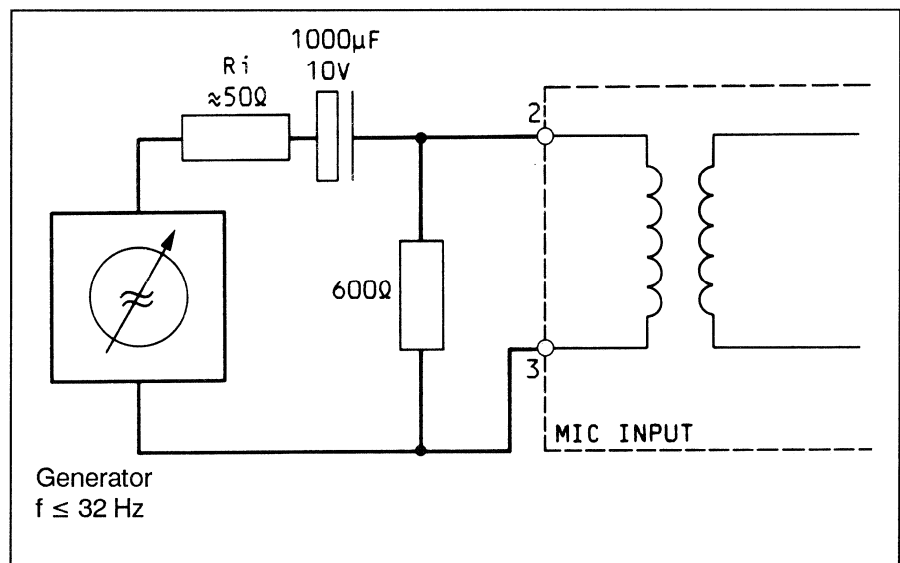 1000µF
10V
Ri
≈50Ω
2
600Ω
3
MIC INPUT
Generator
f ≤ 32 Hz